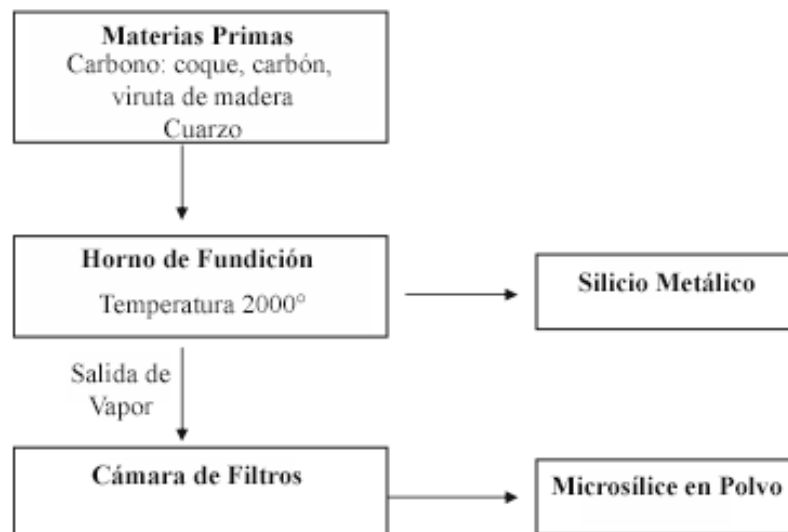 Materias Primas
Carbono: coque, carbón,
viruta de madera
Cuarzo
Horno de Fundición
Temperatura 2000°
Silicio Metálico
Salida de
Vapor
Cámara de Filtros
Microsílice en Polvo